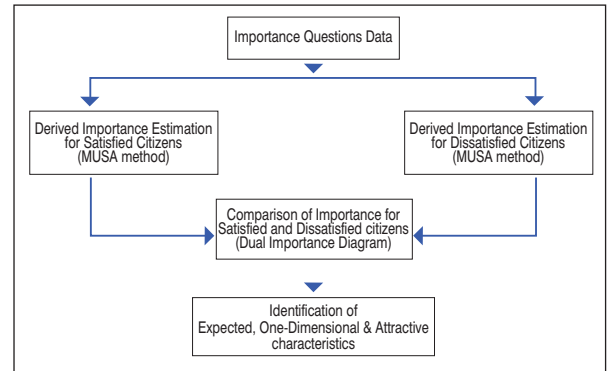 Importance Questions Data
Derived Importance Estimation
for Satisfied Citizens
(MUSA method)
Derived Importance Estimation
for Dissatisfied Citizens
(MUSA method)
Comparison of Importance for
Satisfied and Dissatisfied citizens
(Dual Importance Diagram)
Identification of
Expected, One-Dimensional & Attractive
characteristics